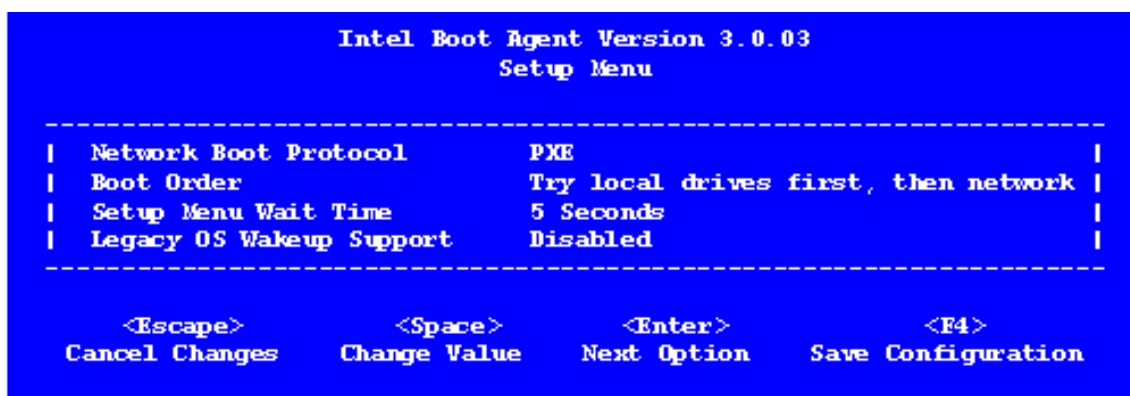 Intel Boot Agent Version 3.0.03
Setup Menu
Network Boot Protocol PXE
Boot Order Try local drives first, then network
Setup Menu Wait Time 5 Seconds
Legacy OS Wakeup Support Disabled
<Escape> <Space> <Enter> <F4>
Cancel Changes Change Value Next Option Save Configuration